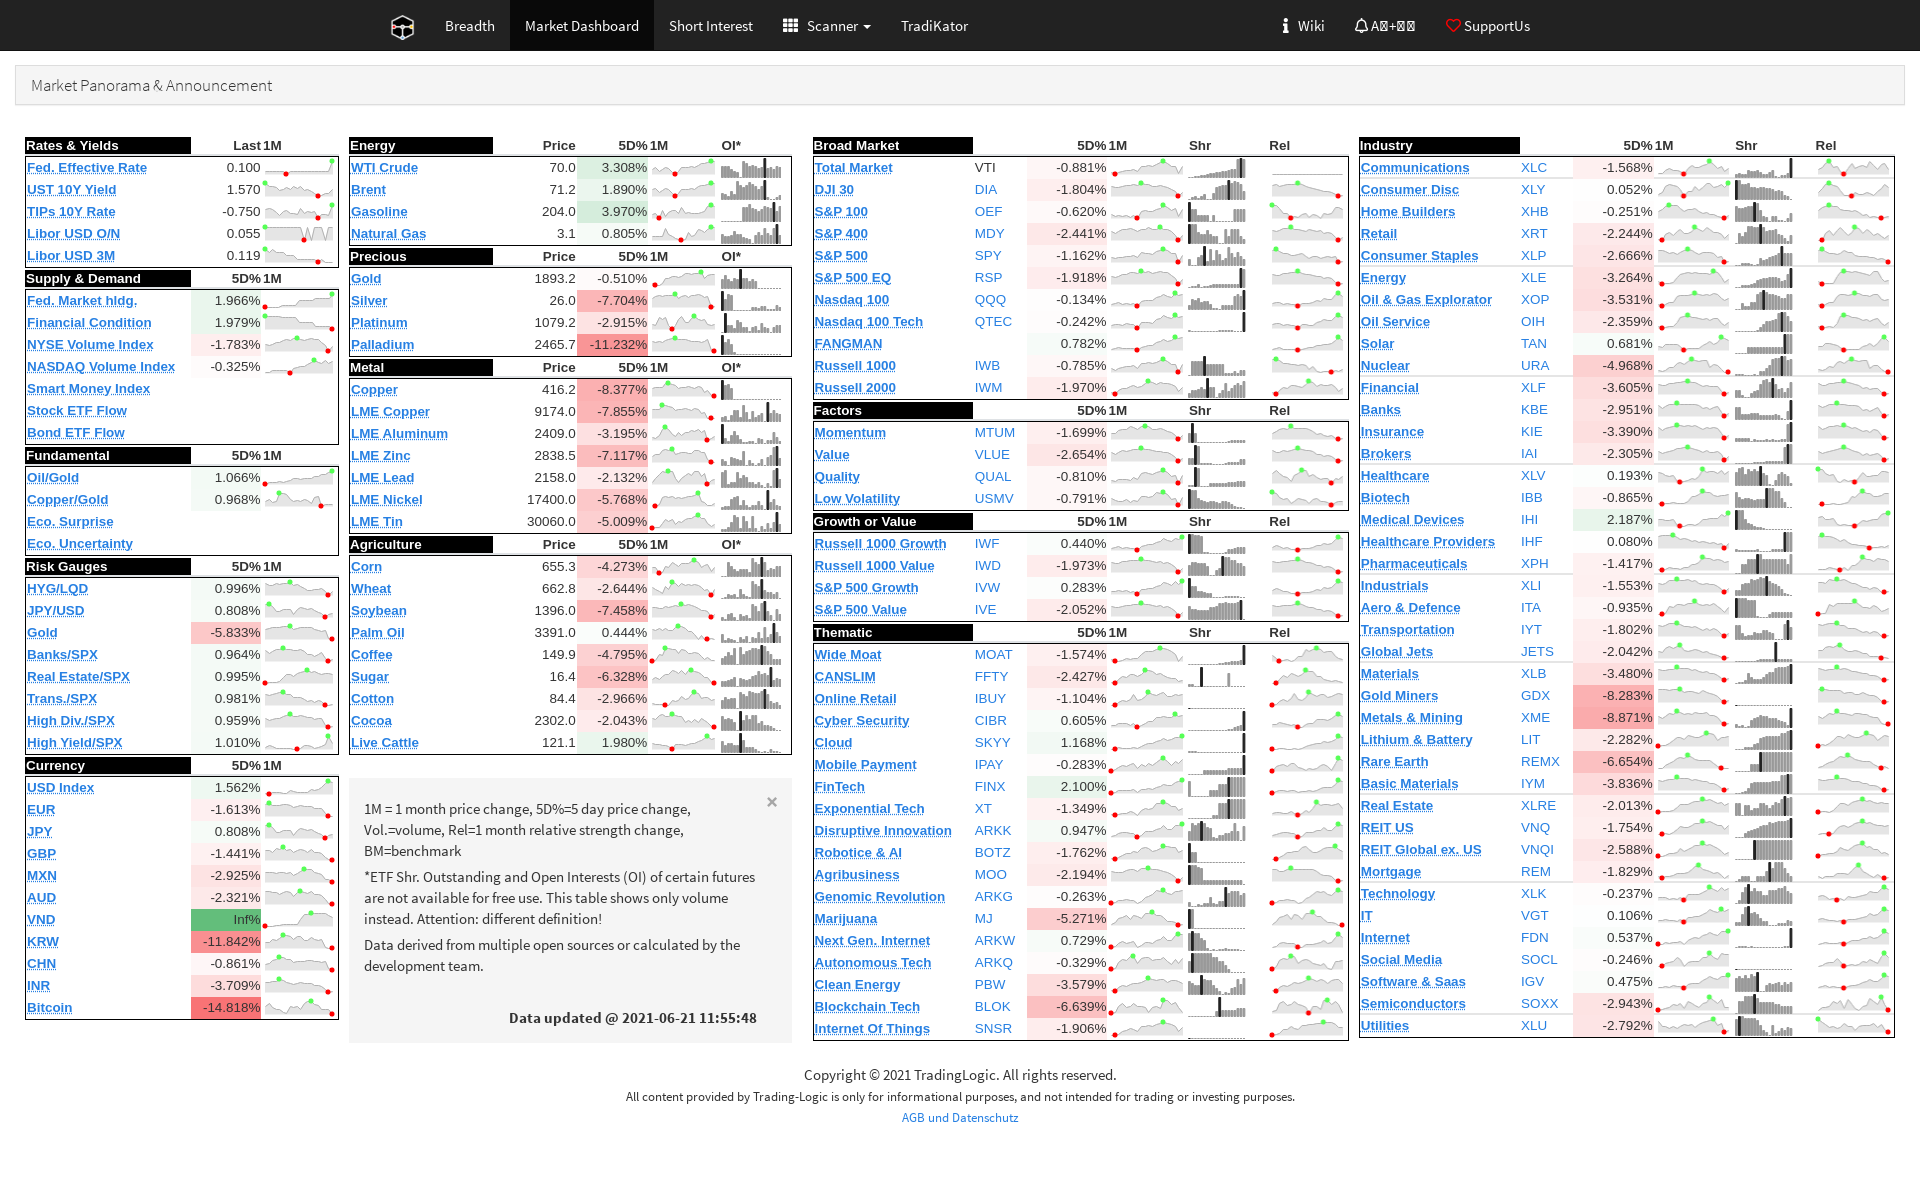 Breadth Market Dashboard Short Interest Scanner TradiKator Wiki SupportUs
Market Panorama & Announcement
Rates & Yields Last 1M
Fed. Effective Rate 0.100
UST 10Y Yield 1.570
TIPs 10Y Rate -0.750
Libor USD O/N 0.055
Libor USD 3M 0.119
Supply & Demand 5D% 1M
Fed. Market hldg. 1.966%
Financial Condition 1.979%
NYSE Volume Index -1.783%
NASDAQ Volume Index -0.325%
Smart Money Index
Stock ETF Flow
Bond ETF Flow
Fundamental 5D% 1M
Oil/Gold 1.066%
Copper/Gold 0.968%
Eco. Surprise
Eco. Uncertainty
Risk Gauges 5D% 1M
HYG/LQD 0.996%
JPY/USD 0.808%
Gold -5.833%
Banks/SPX 0.964%
Real Estate/SPX 0.995%
Trans./SPX 0.981%
High Div./SPX 0.959%
High Yield/SPX 1.010%
Currency 5D% 1M
USD Index 1.562%
EUR -1.613%
JPY 0.808%
GBP -1.441%
MXN -2.925%
AUD -2.321%
VND Inf%
KRW -11.842%
CHN -0.861%
INR -3.709%
Bitcoin -14.818%
Energy Price 5D% 1M OI*
WTI Crude 70.0 3.308%
Brent 71.2 1.890%
Gasoline 204.0 3.970%
Natural Gas 3.1 0.805%
Precious Price 5D% 1M OI*
Gold 1893.2 -0.510%
Silver 26.0 -7.704%
Platinum 1079.2 -2.915%
Palladium 2465.7 -11.232%
Metal Price 5D% 1M OI*
Copper 416.2 -8.377%
LME Copper 9174.0 -7.855%
LME Aluminum 2409.0 -3.195%
LME Zinc 2838.5 -7.117%
LME Lead 2158.0 -2.132%
LME Nickel 17400.0 -5.768%
LME Tin 30060.0 -5.009%
Agriculture Price 5D% 1M OI*
Corn 655.3 -4.273%
Wheat 662.8 -2.644%
Soybean 1396.0 -7.458%
Palm Oil 3391.0 0.444%
Coffee 149.9 -4.795%
Sugar 16.4 -6.328%
Cotton 84.4 -2.966%
Cocoa 2302.0 -2.043%
Live Cattle 121.1 1.980%
×
1M = 1 month price change, 5D%=5 day price change,
Vol.=volume, Rel=1 month relative strength change,
BM=benchmark
*ETF Shr. Outstanding and Open Interests (OI) of certain futures
are not available for free use. This table shows only volume
instead. Attention: different definition!
Data derived from multiple open sources or calculated by the
development team.
Data updated @ 2021-06-21 11:55:48
Broad Market 5D% 1M Shr Rel
Total Market VTI -0.881%
DJI 30 DIA -1.804%
S&P 100 OEF -0.620%
S&P 400 MDY -2.441%
S&P 500 SPY -1.162%
S&P 500 EQ RSP -1.918%
Nasdaq 100 QQQ -0.134%
Nasdaq 100 Tech QTEC -0.242%
FANGMAN 0.782%
Russell 1000 IWB -0.785%
Russell 2000 IWM -1.970%
Factors 5D% 1M Shr Rel
Momentum MTUM -1.699%
Value VLUE -2.654%
Quality QUAL -0.810%
Low Volatility USMV -0.791%
Growth or Value 5D% 1M Shr Rel
Russell 1000 Growth IWF 0.440%
Russell 1000 Value IWD -1.973%
S&P 500 Growth IVW 0.283%
S&P 500 Value IVE -2.052%
Thematic 5D% 1M Shr Rel
Wide Moat MOAT -1.574%
CANSLIM FFTY -2.427%
Online Retail IBUY -1.104%
Cyber Security CIBR 0.605%
Cloud SKYY 1.168%
Mobile Payment IPAY -0.283%
FinTech FINX 2.100%
Exponential Tech XT -1.349%
Disruptive Innovation ARKK 0.947%
Robotice & AI BOTZ -1.762%
Agribusiness MOO -2.194%
Genomic Revolution ARKG -0.263%
Marijuana MJ -5.271%
Next Gen. Internet ARKW 0.729%
Autonomous Tech ARKQ -0.329%
Clean Energy PBW -3.579%
Blockchain Tech BLOK -6.639%
Internet Of Things SNSR -1.906%
Industry 5D% 1M Shr Rel
Communications XLC -1.568%
Consumer Disc XLY 0.052%
Home Builders XHB -0.251%
Retail XRT -2.244%
Consumer Staples XLP -2.666%
Energy XLE -3.264%
Oil & Gas Explorator XOP -3.531%
Oil Service OIH -2.359%
Solar TAN 0.681%
Nuclear URA -4.968%
Financial XLF -3.605%
Banks KBE -2.951%
Insurance KIE -3.390%
Brokers IAI -2.305%
Healthcare XLV 0.193%
Biotech IBB -0.865%
Medical Devices IHI 2.187%
Healthcare Providers IHF 0.080%
Pharmaceuticals XPH -1.417%
Industrials XLI -1.553%
Aero & Defence ITA -0.935%
Transportation IYT -1.802%
Global Jets JETS -2.042%
Materials XLB -3.480%
Gold Miners GDX -8.283%
Metals & Mining XME -8.871%
Lithium & Battery LIT -2.282%
Rare Earth REMX -6.654%
Basic Materials IYM -3.836%
Real Estate XLRE -2.013%
REIT US VNQ -1.754%
REIT Global ex. US VNQI -2.588%
Mortgage REM -1.829%
Technology XLK -0.237%
IT VGT 0.106%
Internet FDN 0.537%
Social Media SOCL -0.246%
Software & Saas IGV 0.475%
Semiconductors SOXX -2.943%
Utilities XLU -2.792%
Copyright © 2021 TradingLogic. All rights reserved.
All content provided by Trading-Logic is only for informational purposes, and not intended for trading or investing purposes.
AGB und Datenschutz